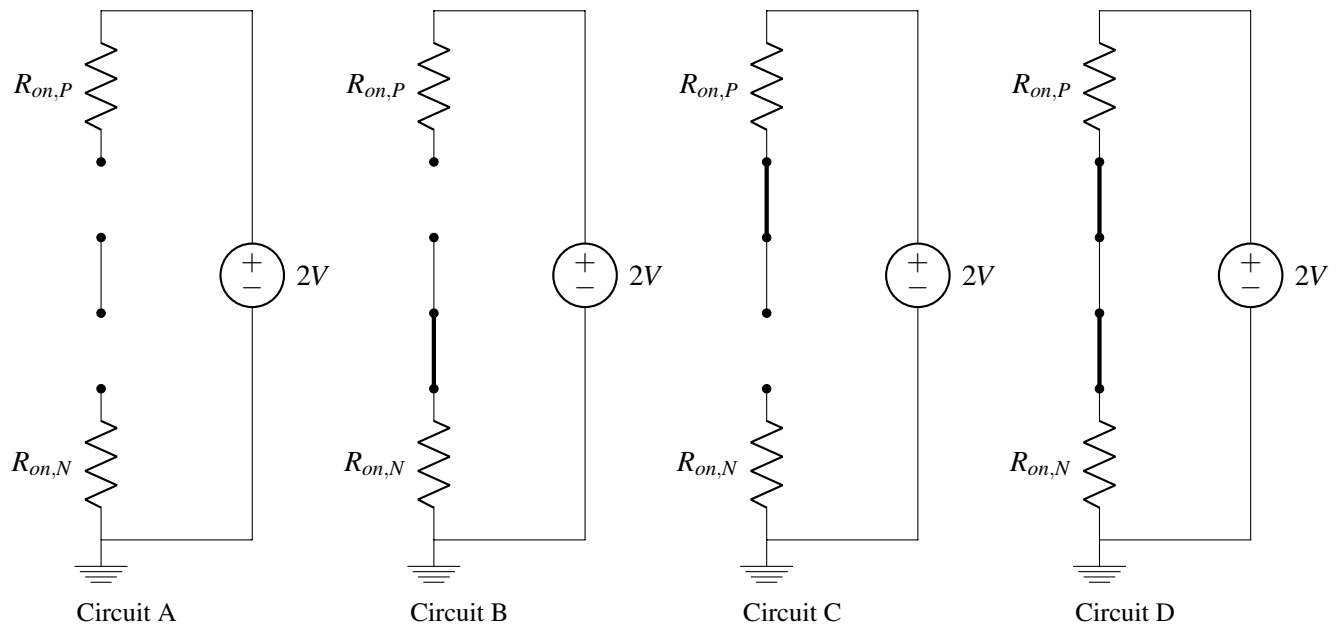 R_{on,P} R_{on,P} R_{on,P} R_{on,P}
+ + + +
− 2V − 2V − 2V − 2V
R_{on,N} R_{on,N} R_{on,N} R_{on,N}
Circuit A Circuit B Circuit C Circuit D